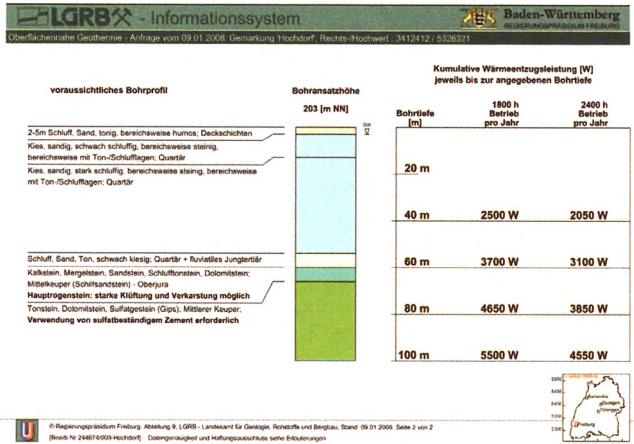 LGRB - Informationssystem
Baden-Württemberg
REGIERUNGSPRÄSIDIUM FREIBURG
Oberflächennahe Geothermie - Anfrage vom 09.01.2008: Gemarkung 'Hochdorf', Rechts-/Hochwert : 3412412 / 5326321
Kumulative Wärmeentzugsleistung [W]
jeweils bis zur angegebenen Bohrtiefe
voraussichtliches Bohrprofil
Bohransatzhöhe
203 [m NN]
Bohrtiefe
[m]
1800 h
Betrieb
pro Jahr
2400 h
Betrieb
pro Jahr
2-5m Schluff, Sand, tonig, bereichsweise humos; Deckschichten
Kies, sandig, schwach schluffig, bereichsweise steinig,
bereichsweise mit Ton-/Schlufflagen; Quartär
Kies, sandig, stark schluffig, bereichsweise steinig, bereichsweise
mit Ton-/Schlufflagen; Quartär
20 m
40 m 2500 W 2050 W
Schluff, Sand, Ton, schwach kiesig; Quartär + fluviatiles Jungtertiär
60 m 3700 W 3100 W
Kalkstein, Mergelstein, Sandstein, Schlufftonstein, Dolomitstein;
Mittelkeuper (Schilfsandstein) - Oberjura
Hauptrogenstein: starke Klüftung und Verkarstung möglich
Tonstein, Dolomitstein, Sulfatgestein (Gips); Mittlerer Keuper;
Verwendung von sulfatbeständigem Zement erforderlich
80 m 4650 W 3850 W
100 m 5500 W 4550 W
Karlsruhe
Stuttgart
Tübingen
Freiburg
© Regierungspräsidium Freiburg, Abteilung 9, LGRB - Landesamt für Geologie, Rohstoffe und Bergbau, Stand: 09.01.2008, Seite 2 von 2
[Bearb Nr 244674/003-Hochdorf] Datengenauigkeit und Haftungsausschluss siehe Erläuterungen